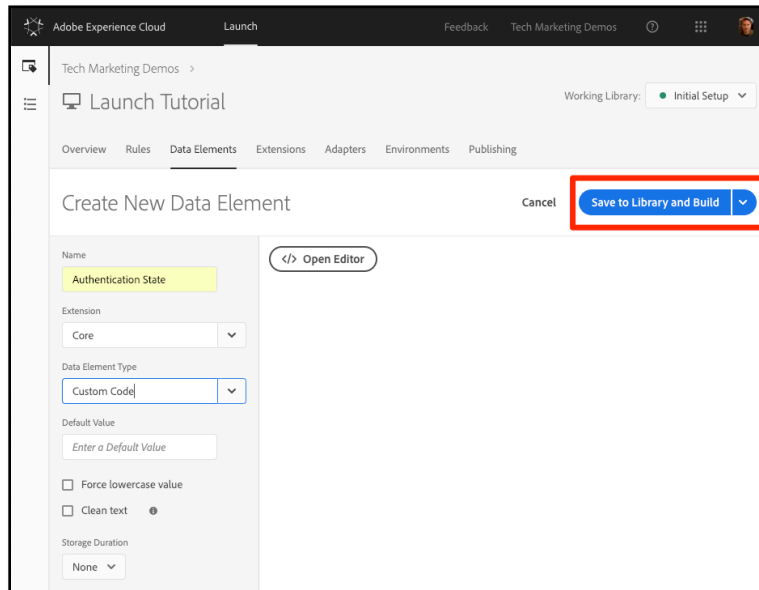 Adobe Experience Cloud Launch Feedback Tech Marketing Demos
Tech Marketing Demos >
Launch Tutorial
Working Library: Initial Setup
Overview Rules Data Elements Extensions Adapters Environments Publishing
Create New Data Element Cancel Save to Library and Build
Name
Authentication State
</> Open Editor
Extension
Core
Data Element Type
Custom Code
Default Value
Enter a Default Value
Force lowercase value
Clean text
Storage Duration
None